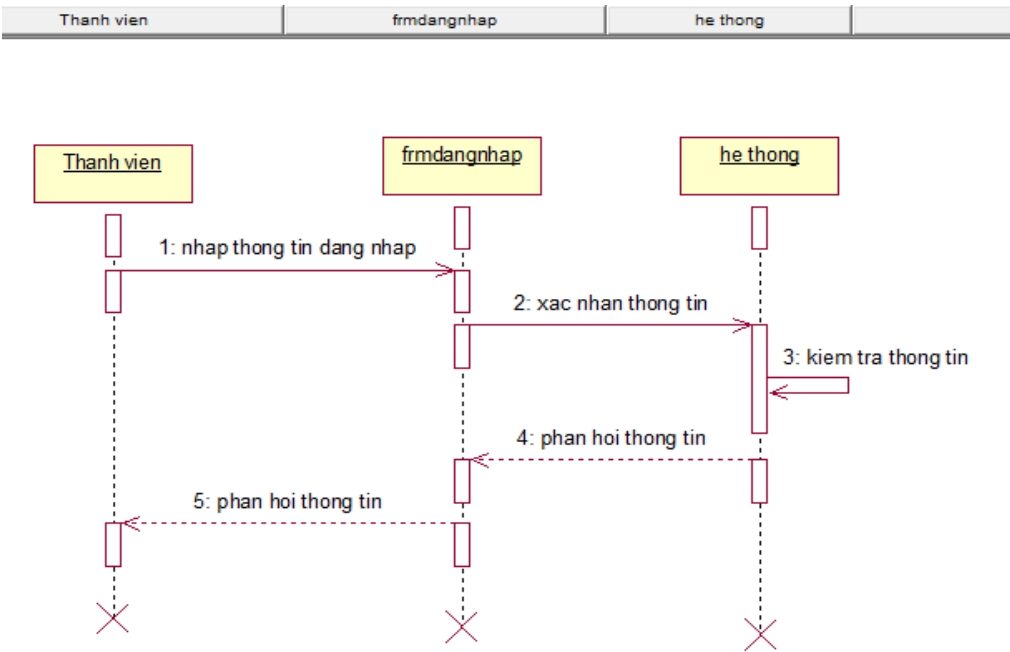 Thanh vien
frmdangnhap
he thong
Thanh vien
frmdangnhap
he thong
1: nhap thong tin dang nhap
2: xac nhan thong tin
3: kiem tra thong tin
4: phan hoi thong tin
5: phan hoi thong tin